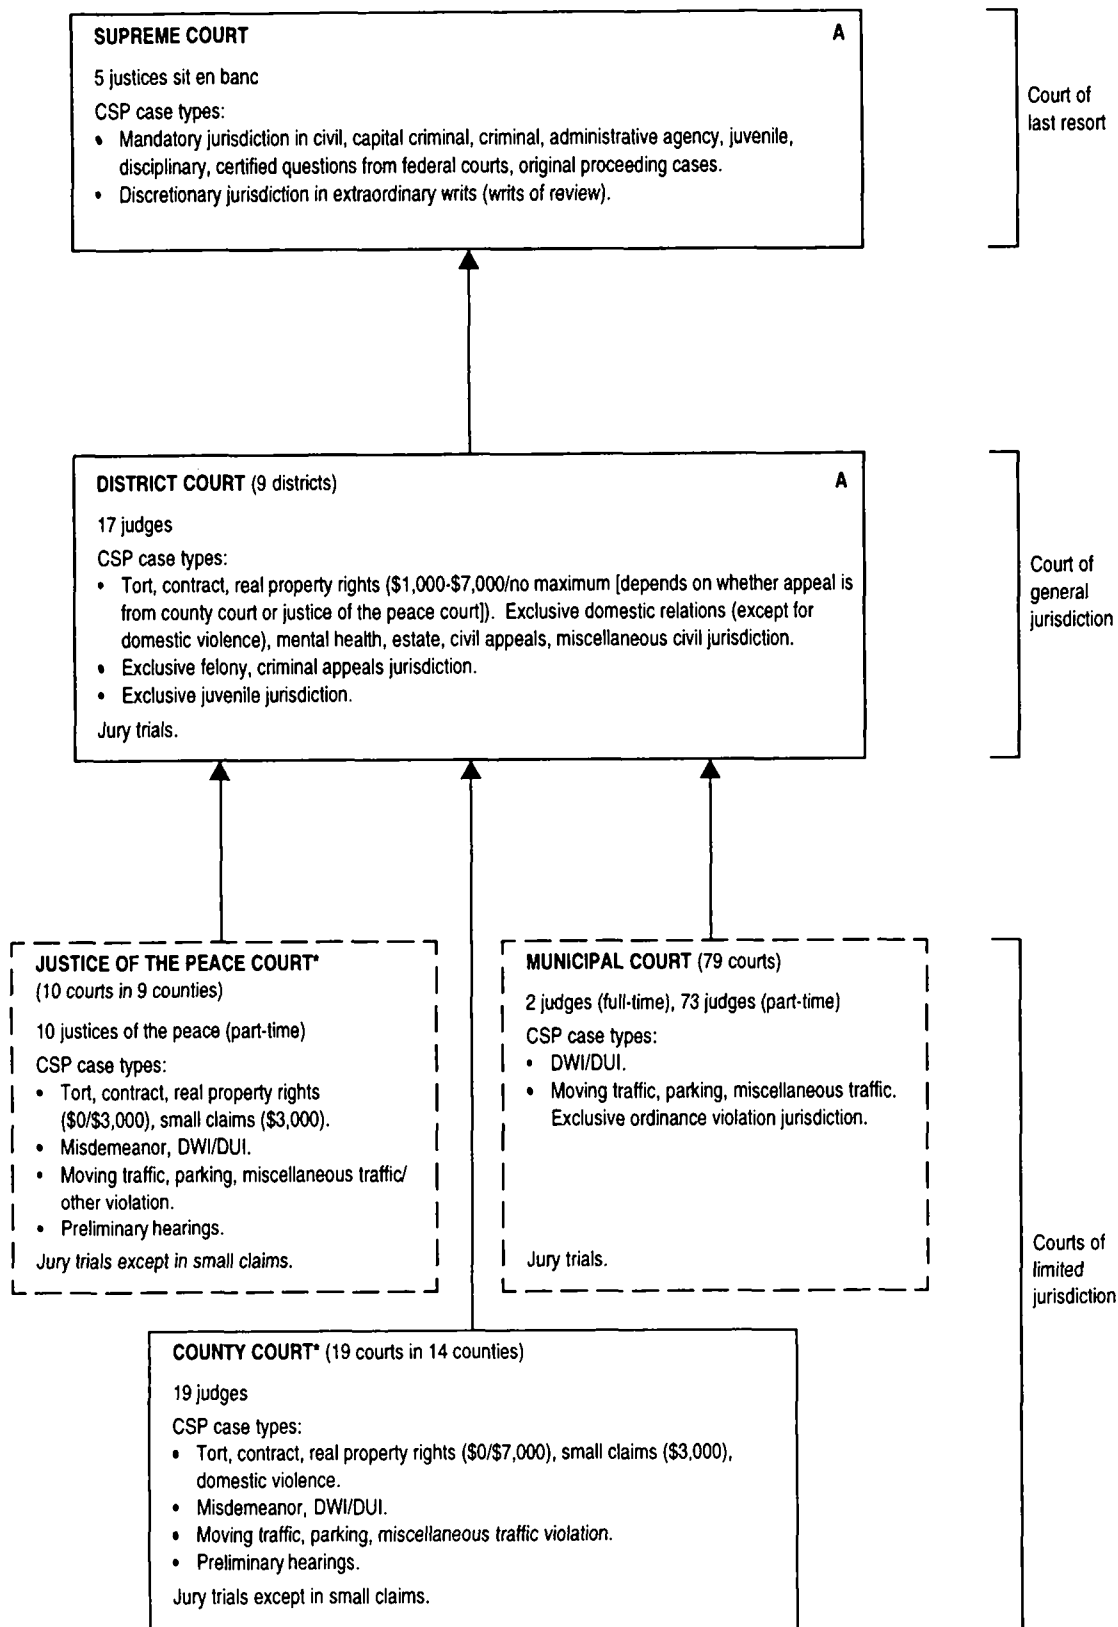 SUPREME COURT A
5 justices sit en banc
CSP case types:
• Mandatory jurisdiction in civil, capital criminal, criminal, administrative agency, juvenile,
disciplinary, certified questions from federal courts, original proceeding cases.
• Discretionary jurisdiction in extraordinary writs (writs of review).
Court of
last resort
DISTRICT COURT (9 districts) A
17 judges
CSP case types:
• Tort, contract, real property rights ($1,000-$7,000/no maximum [depends on whether appeal is
from county court or justice of the peace court]). Exclusive domestic relations (except for
domestic violence), mental health, estate, civil appeals, miscellaneous civil jurisdiction.
• Exclusive felony, criminal appeals jurisdiction.
• Exclusive juvenile jurisdiction.
Jury trials.
Court of
general
jurisdiction
JUSTICE OF THE PEACE COURT*
(10 courts in 9 counties)
10 justices of the peace (part-time)
CSP case types:
• Tort, contract, real property rights
($0/$3,000), small claims ($3,000).
• Misdemeanor, DWI/DUI.
• Moving traffic, parking, miscellaneous traffic/
other violation.
• Preliminary hearings.
Jury trials except in small claims.
MUNICIPAL COURT (79 courts)
2 judges (full-time), 73 judges (part-time)
CSP case types:
• DWI/DUI.
• Moving traffic, parking, miscellaneous traffic.
Exclusive ordinance violation jurisdiction.
Jury trials.
Courts of
limited
jurisdiction
COUNTY COURT* (19 courts in 14 counties)
19 judges
CSP case types:
• Tort, contract, real property rights ($0/$7,000), small claims ($3,000),
domestic violence.
• Misdemeanor, DWI/DUI.
• Moving traffic, parking, miscellaneous traffic violation.
• Preliminary hearings.
Jury trials except in small claims.